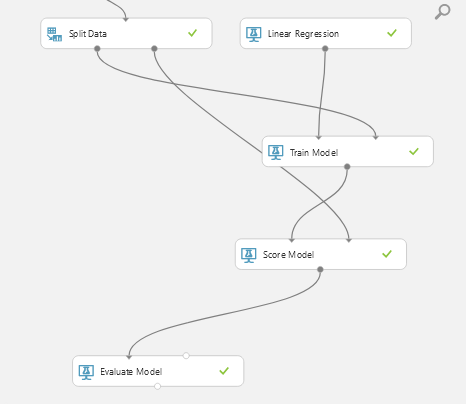 Split Data
Linear Regression
Train Model
Score Model
Evaluate Model